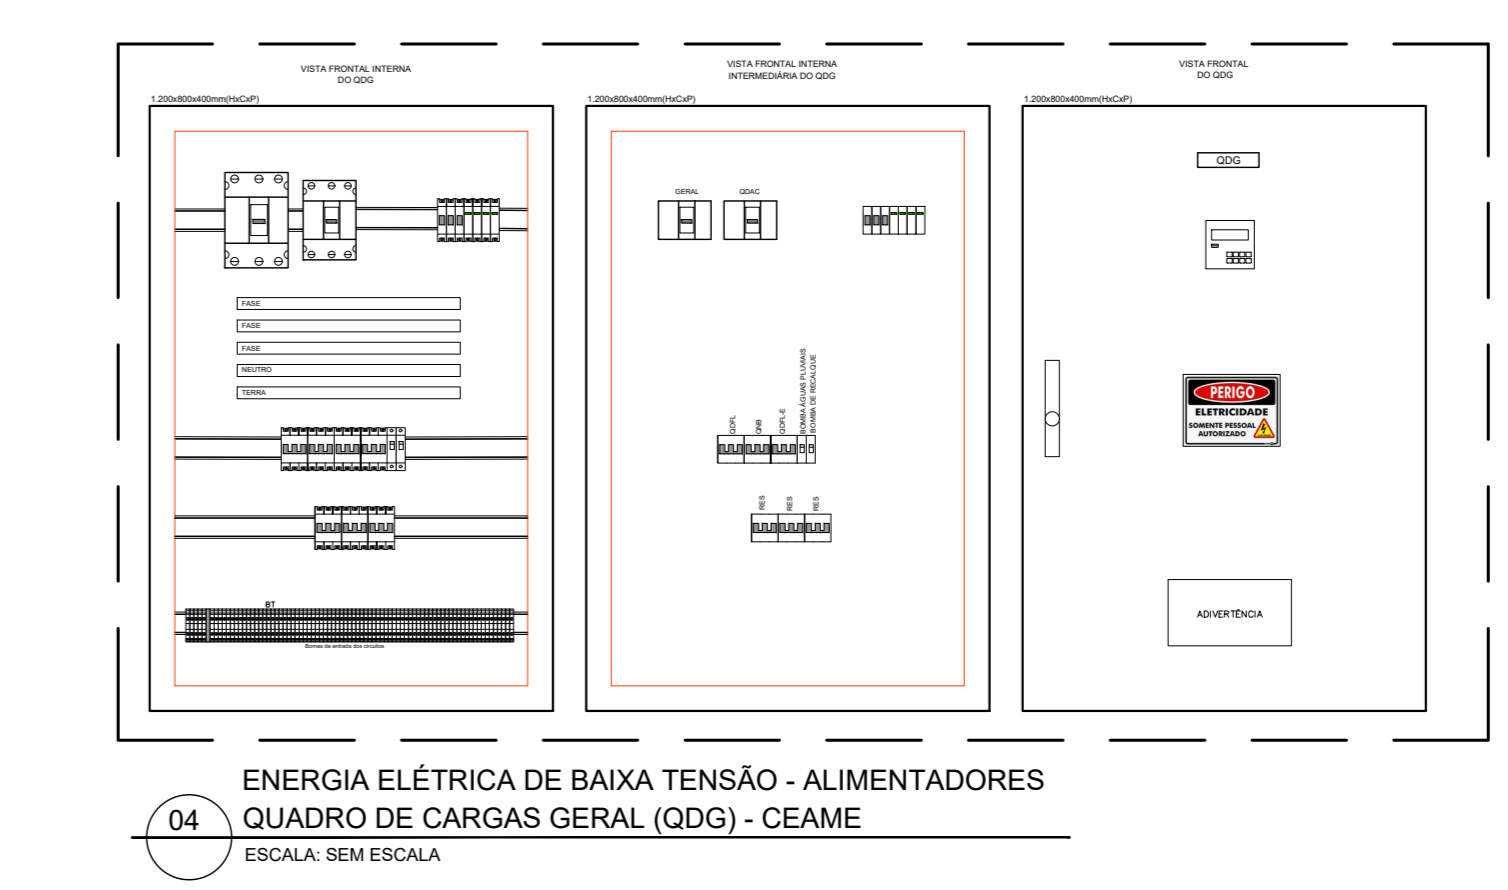 VISTA FRONTAL INTERNA
DO QDG
1.200x800x400mm(HxCxP)
FASE
FASE
FASE
NEUTRO
TERRA
BT
Bornes de entrada dos circuitos
VISTA FRONTAL INTERNA
INTERMEDIÁRIA DO QDG
1.200x800x400mm(HxCxP)
GERAL
QDAC
QDFL
QNB
QDFL-E
BOMBA ÁGUAS PLUVIAIS
BOMBA DE RECALQUE
RES
RES
RES
VISTA FRONTAL
DO QDG
1.200x800x400mm(HxCxP)
QDG
PERIGO
ELETRICIDADE
SOMENTE PESSOAL
AUTORIZADO
ADIVERTÊNCIA
ENERGIA ELÉTRICA DE BAIXA TENSÃO - ALIMENTADORES
04
QUADRO DE CARGAS GERAL (QDG) - CEAME
ESCALA: SEM ESCALA